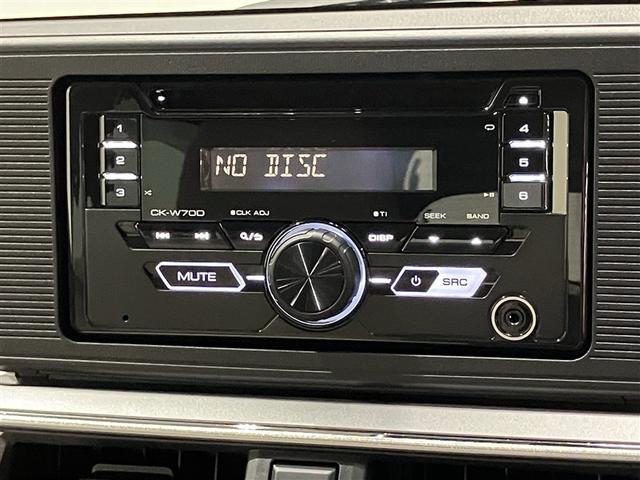 1
2
3
NO DISC
4
5
6
CK-W70D
CLK ADJ
TI
SEEK
BAND
DISP
MUTE
SRC